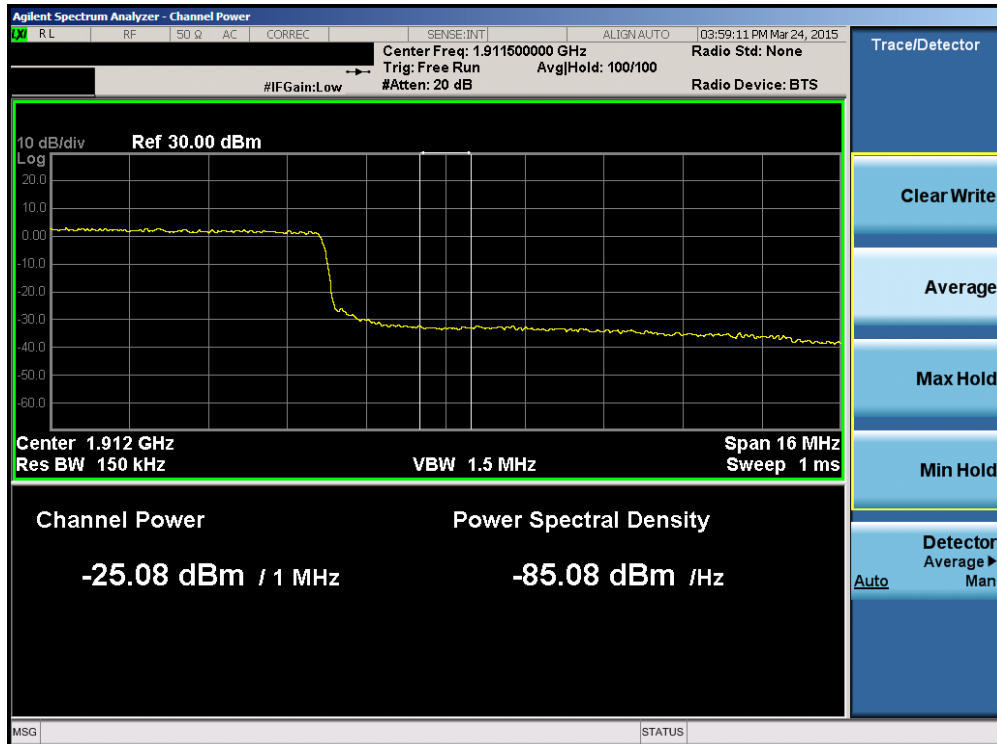 Agilent Spectrum Analyzer - Channel Power
LXI RL RF 50 Ω AC CORREC SENSE:INT ALIGN AUTO 03:59:11 PM Mar 24, 2015
Center Freq: 1.911500000 GHz Radio Std: None
Trig: Free Run Avg|Hold: 100/100
#IFGain:Low #Atten: 20 dB Radio Device: BTS
Trace/Detector
10 dB/div Ref 30.00 dBm
Log
20.0
10.0
0.00
-10.0
-20.0
-30.0
-40.0
-50.0
-60.0
Center 1.912 GHz Span 16 MHz
Res BW 150 kHz VBW 1.5 MHz Sweep 1 ms
Channel Power Power Spectral Density
-25.08 dBm / 1 MHz -85.08 dBm /Hz
Clear Write
Average
Max Hold
Min Hold
Detector
Average
Auto Man
MSG STATUS